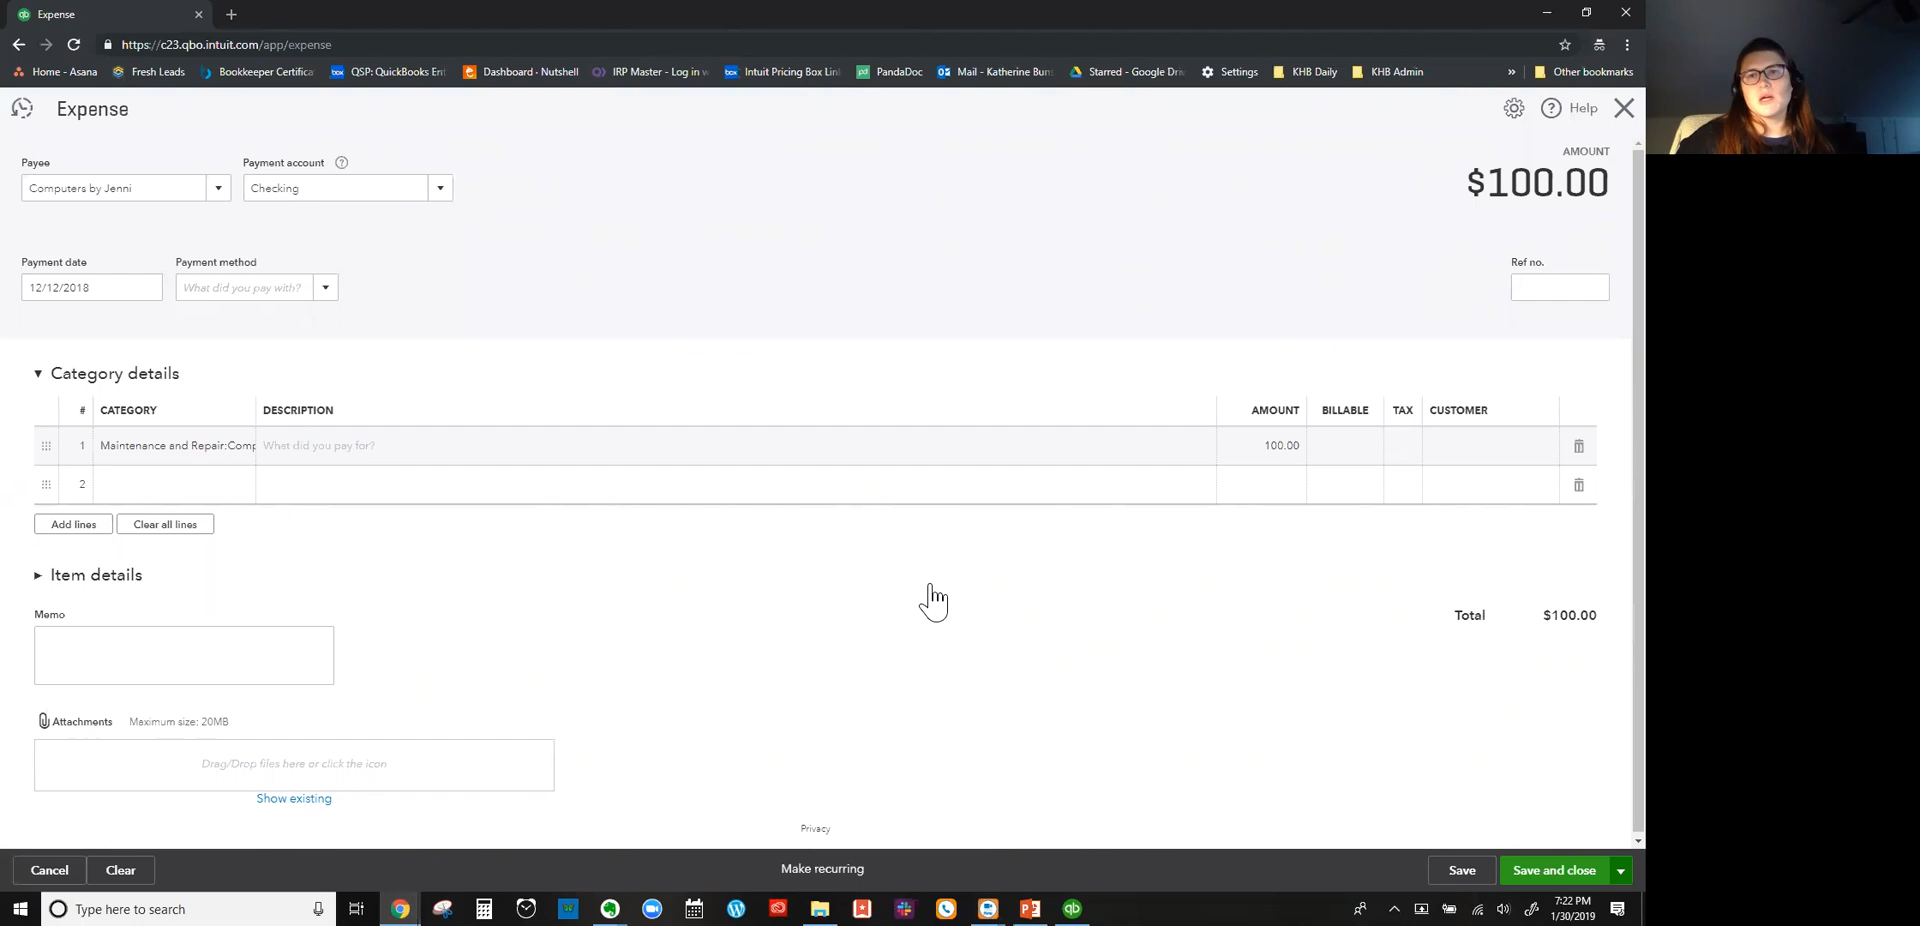 Expense
https://c23.qbo.intuit.com/app/expense
Home - Asana
Fresh Leads
Bookkeeper Certifica
QSP: QuickBooks Ent
Dashboard · Nutshell
IRP Master - Log in
Intuit Pricing Box Link
PandaDoc
Mail - Katherine Buns
Starred - Google Driv
Settings
KHB Daily
KHB Admin
»
Other bookmarks
Expense
Help
Payee
Payment account
AMOUNT
Computers by Jenni
Checking
$100.00
Payment date
Payment method
Ref no.
12/12/2018
What did you pay with?
Category details
# CATEGORY DESCRIPTION AMOUNT BILLABLE TAX CUSTOMER
1 Maintenance and Repair:Comp What did you pay for? 100.00
2
Add lines
Clear all lines
Item details
Memo
Total $100.00
Attachments Maximum size: 20MB
Drag/Drop files here or click the icon
Show existing
Privacy
Cancel
Clear
Make recurring
Save
Save and close
Type here to search
7:22 PM
1/30/2019